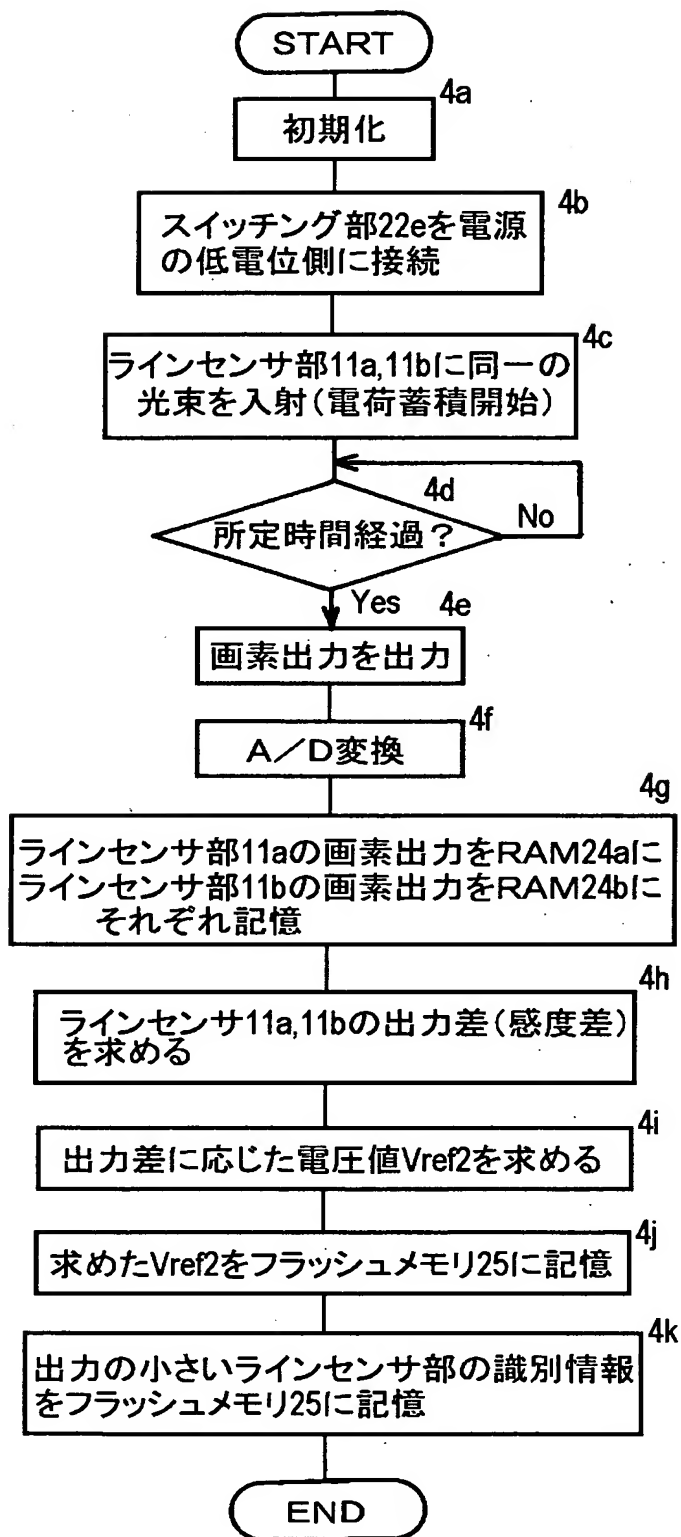 START
4a
初期化
4b
スイッチング部22eを電源
の低電位側に接続
4c
ラインセンサ部11a,11bに同一の
光束を入射(電荷蓄積開始)
4d
所定時間経過?
No
Yes
4e
画素出力を出力
4f
A/D変換
4g
ラインセンサ部11aの画素出力をRAM24aに
ラインセンサ部11bの画素出力をRAM24bに
それぞれ記憶
4h
ラインセンサ11a,11bの出力差(感度差)
を求める
4i
出力差に応じた電圧値Vref2を求める
4j
求めたVref2をフラッシュメモリ25に記憶
4k
出力の小さいラインセンサ部の識別情報
をフラッシュメモリ25に記憶
END